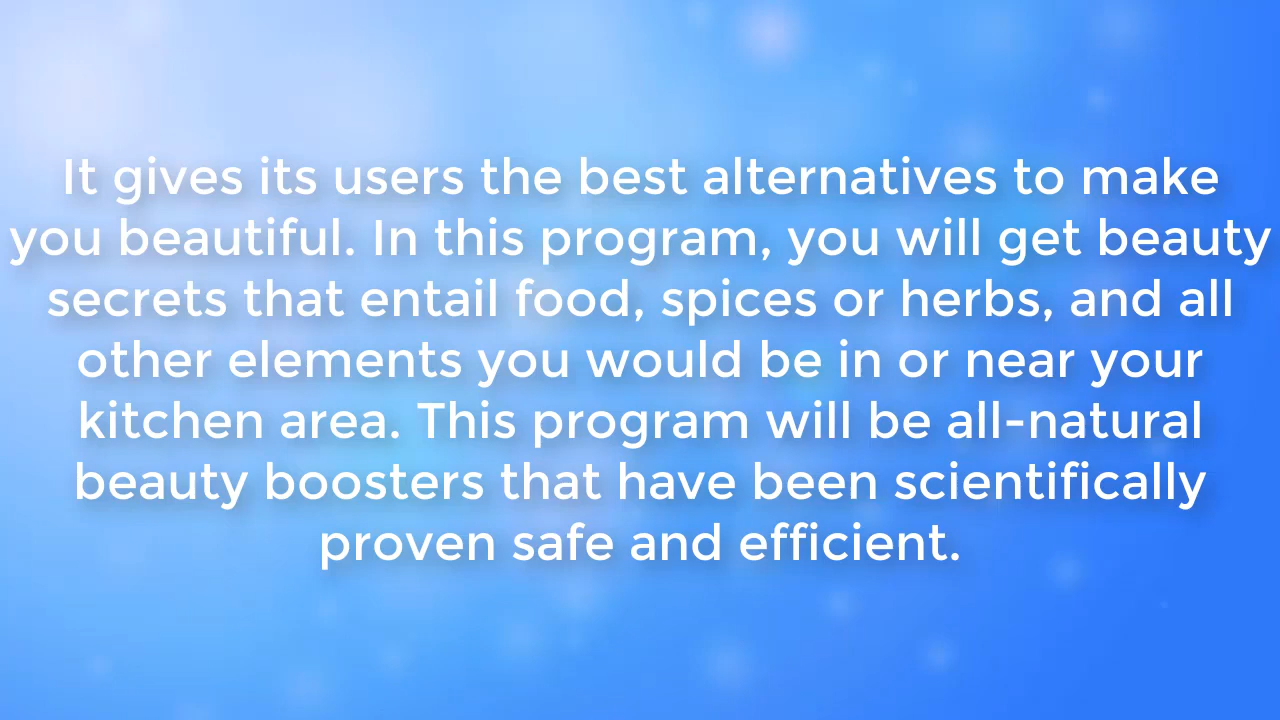 It gives its users the best alternatives to make
you beautiful. In this program, you will get beauty
secrets that entail food, spices or herbs, and all
other elements you would be in or near your
kitchen area. This program will be all-natural
beauty boosters that have been scientifically
proven safe and efficient.